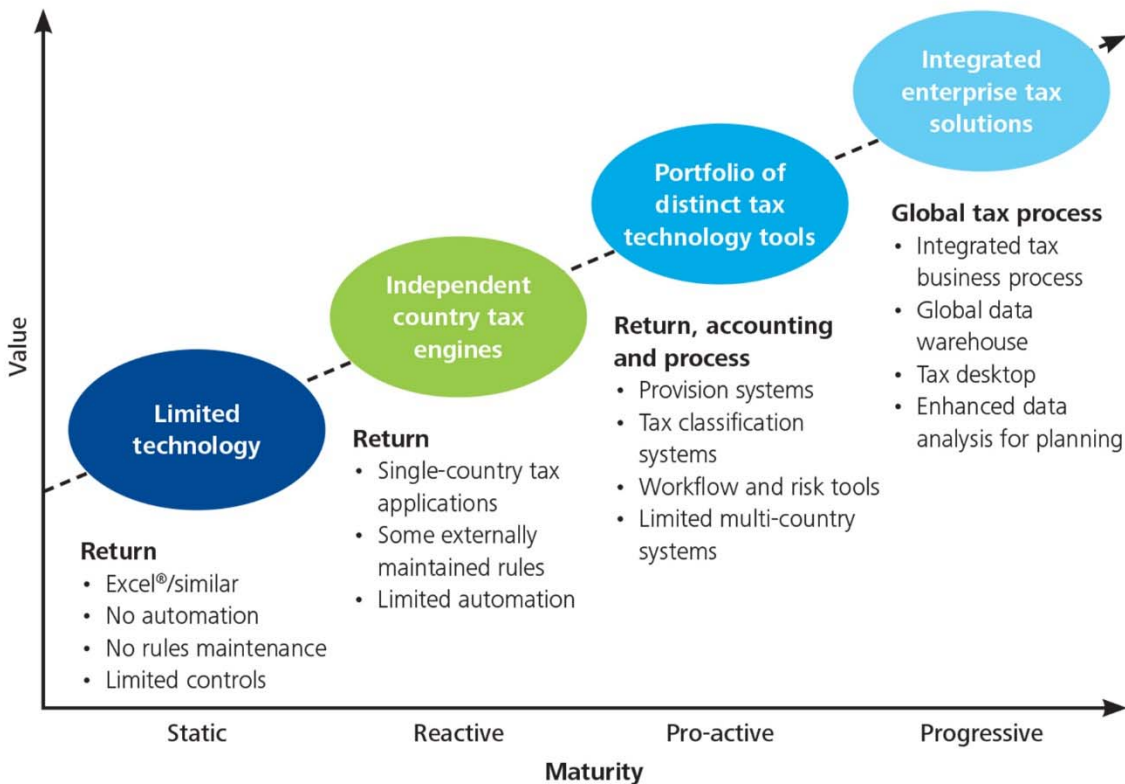 Value
Limited
technology
Return
• Excel®/similar
• No automation
• No rules maintenance
• Limited controls
Independent
country tax
engines
Return
• Single-country tax
applications
• Some externally
maintained rules
• Limited automation
Portfolio of
distinct tax
technology tools
Return, accounting
and process
• Provision systems
• Tax classification
systems
• Workflow and risk tools
• Limited multi-country
systems
Integrated
enterprise tax
solutions
Global tax process
• Integrated tax
business process
• Global data
warehouse
• Tax desktop
• Enhanced data
analysis for planning
Static
Reactive
Pro-active
Progressive
Maturity